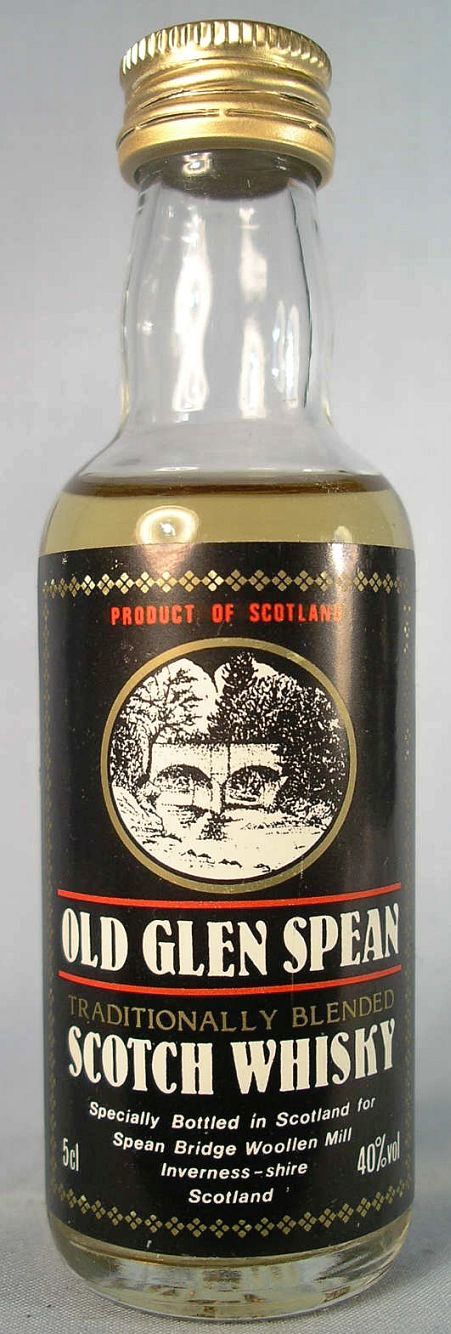 PRODUCT OF SCOTLAND
OLD GLEN SPEAN
TRADITIONALLY BLENDED
SCOTCH WHISKY
Specially Bottled in Scotland for
Spean Bridge Woollen Mill
Inverness-shire
Scotland
5cl
40%vol